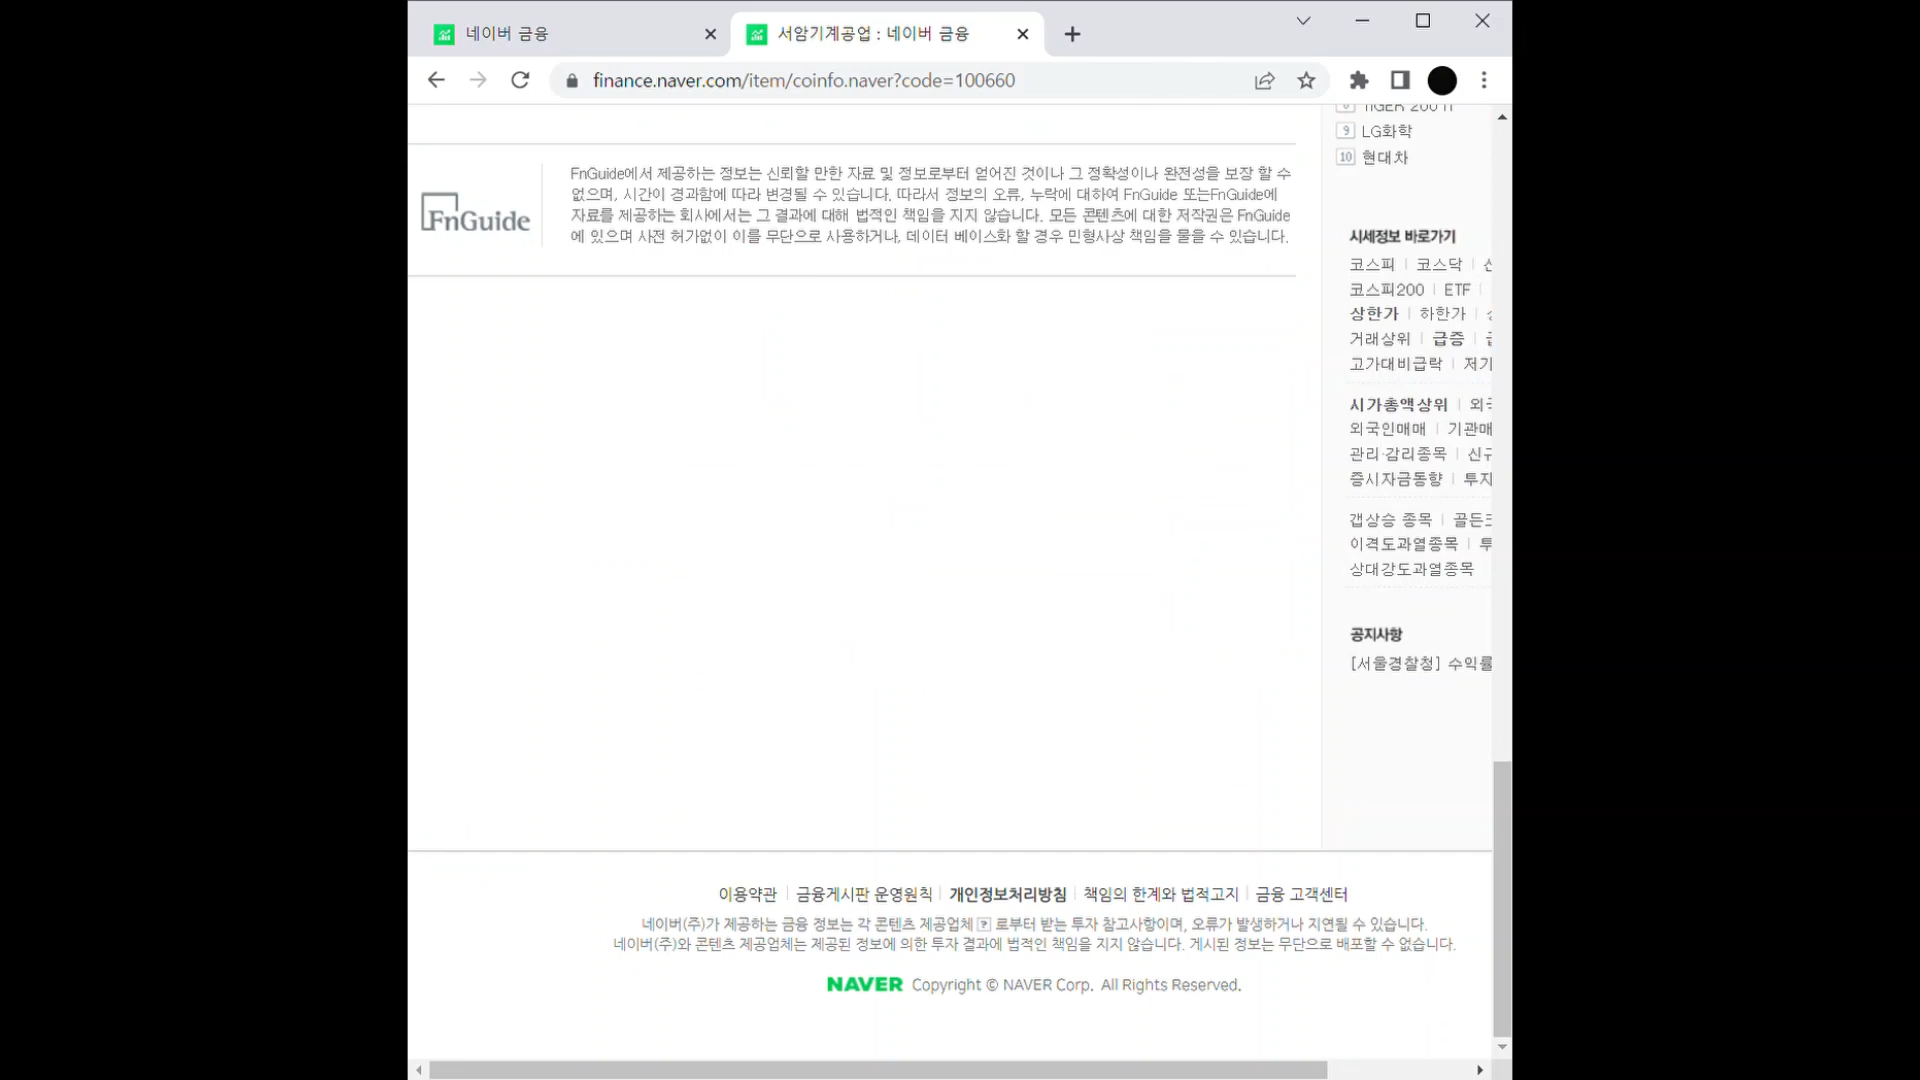 네이버 금융
서암기계공업 : 네이버 금융
finance.naver.com/item/coinfo.naver?code=100660
9 LG화학
10 현대차
FnGuide
FnGuide에서 제공하는 정보는 신뢰할 만한 자료 및 정보로부터 얻어진 것이나 그 정확성이나 완전성을 보장 할 수
없으며, 시간이 경과함에 따라 변경될 수 있습니다. 따라서 정보의 오류, 누락에 대하여 FnGuide 또는FnGuide에
자료를 제공하는 회사에서는 그 결과에 대해 법적인 책임을 지지 않습니다. 모든 콘텐츠에 대한 저작권은 FnGuide
에 있으며 사전 허가없이 이를 무단으로 사용하거나, 데이터 베이스화 할 경우 민형사상 책임을 물을 수 있습니다.
시세정보 바로가기
코스피 | 코스닥 |
코스피200 | ETF |
상한가 | 하한가 |
거래상위 | 급증 |
고가대비급락 |
시가총액상위 |
외국인매매 |
관리·감리종목 |
증시자금동향 | 투자
갭상승 종목 |
이격도과열종목 |
상대강도과열종목
공지사항
[서울경찰청] 수익률
이용약관 | 금융게시판 운영원칙 | 개인정보처리방침 | 책임의 한계와 법적고지 | 금융 고객센터
네이버(주)가 제공하는 금융 정보는 각 콘텐츠 제공업체 ? 로부터 받는 투자 참고사항이며, 오류가 발생하거나 지연될 수 있습니다.
네이버(주)와 콘텐츠 제공업체는 제공된 정보에 의한 투자 결과에 법적인 책임을 지지 않습니다. 게시된 정보는 무단으로 배포할 수 없습니다.
NAVER Copyright © NAVER Corp. All Rights Reserved.